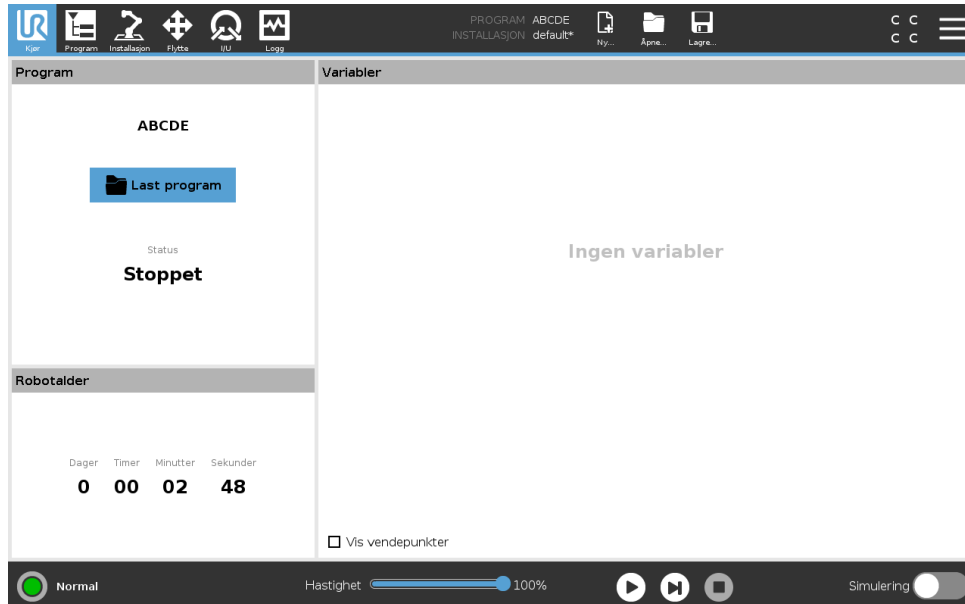 PROGRAM ABCDE
INSTALLASJON default*
C C
C C
Kjør Program Installasjon Flytte I/U Logg Ny... Åpne... Lagre...
Program
Variabler
ABCDE
Last program
Status
Stoppet
Ingen variabler
Robotalder
Dager Timer Minutter Sekunder
0 00 02 48
Vis vendepunkter
Normal
Hastighet 100%
Simulering